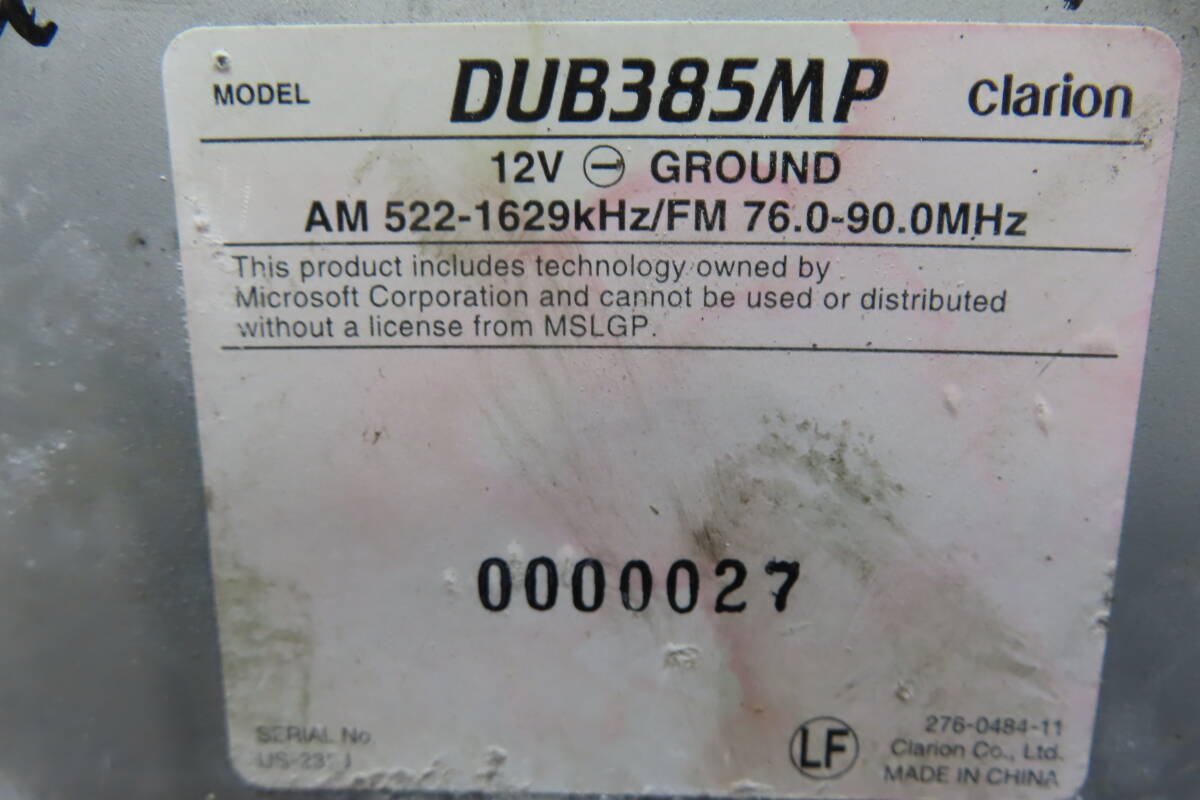 MODEL DUB385MP clarion
12V ⊖ GROUND
AM 522-1629kHz/FM 76.0-90.0MHz
This product includes technology owned by
Microsoft Corporation and cannot be used or distributed
without a license from MSLGP.
0000027
SERIAL No
LF
276-0484-11
Clarion Co., Ltd.
MADE IN CHINA